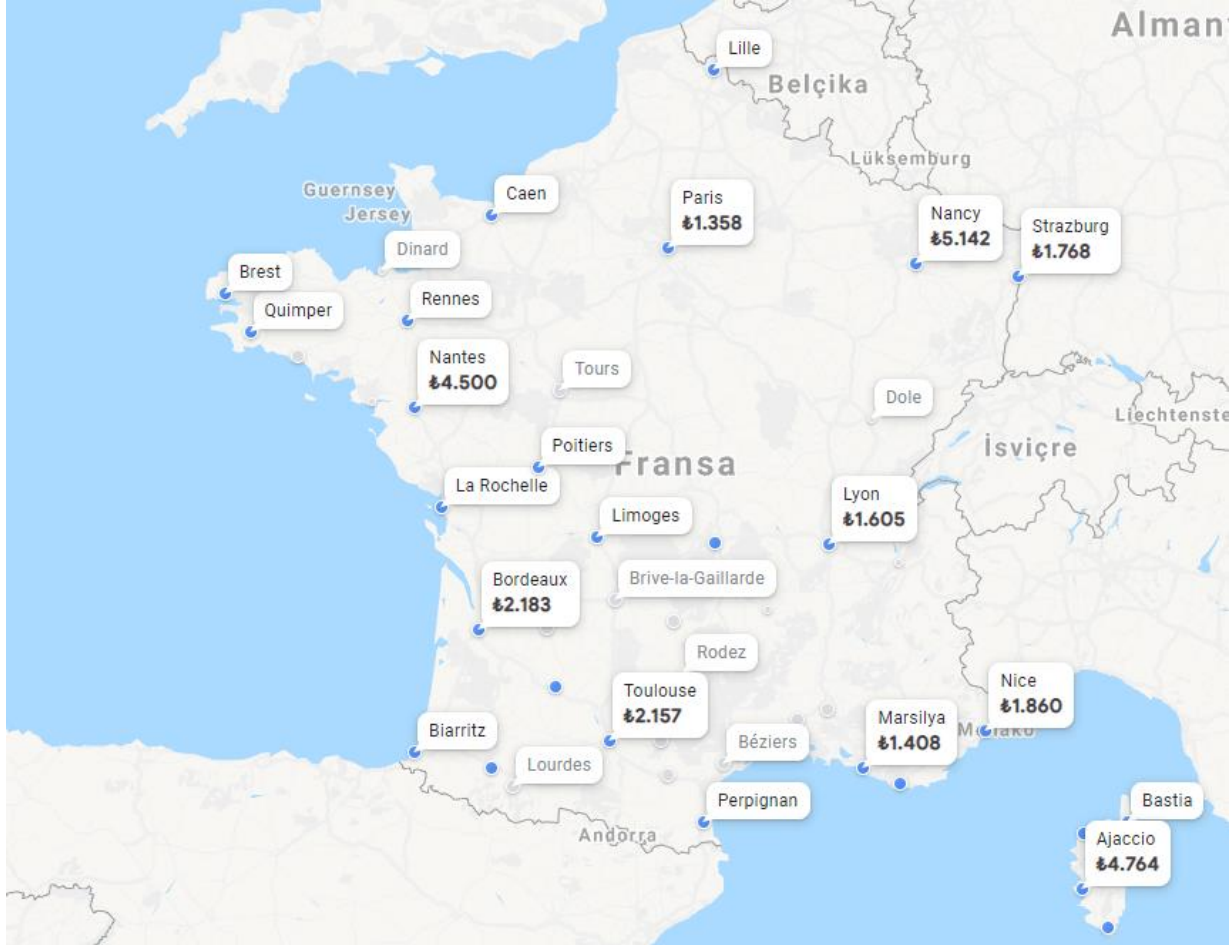 Alman
Lille
Belçika
Lüksemburg
Guernsey
Jersey
Caen
Paris
₺1.358
Nancy
₺5.142
Strazburg
₺1.768
Dinard
Brest
Quimper
Rennes
Nantes
₺4.500
Tours
Dole
Liechtenste
İsviçre
Poitiers
Fransa
La Rochelle
Lyon
₺1.605
Limoges
Bordeaux
₺2.183
Brive-la-Gaillarde
Rodez
Toulouse
₺2.157
Nice
₺1.860
Marsilya
₺1.408
Biarritz
Béziers
Lourdes
Perpignan
Andorra
Bastia
Ajaccio
₺4.764